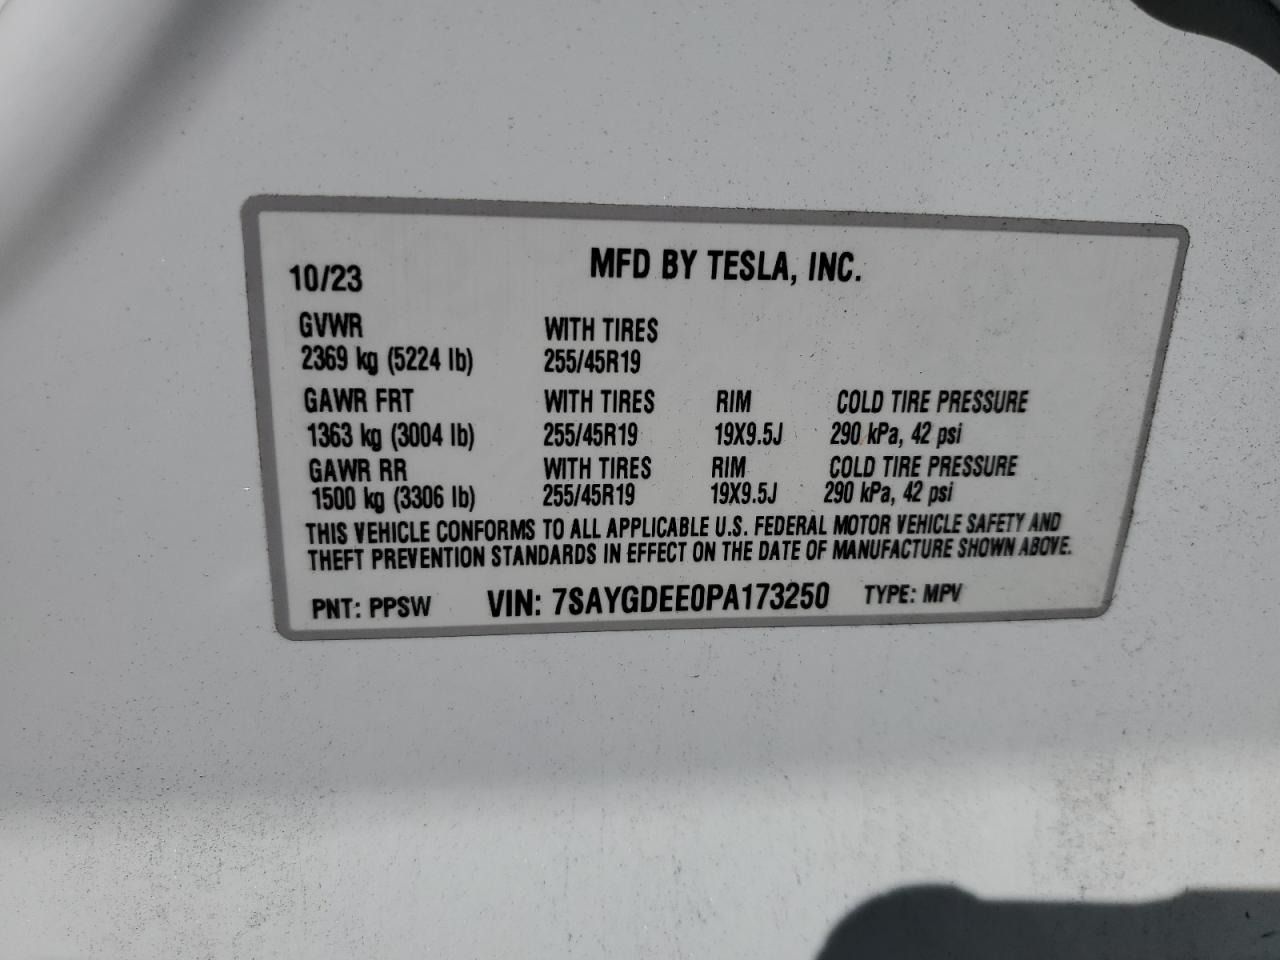 MFD BY TESLA, INC.
10/23
GVWR WITH TIRES
2369 kg (5224 lb) 255/45R19
GAWR FRT WITH TIRES RIM COLD TIRE PRESSURE
1363 kg (3004 lb) 255/45R19 19X9.5J 290 kPa, 42 psi
GAWR RR WITH TIRES RIM COLD TIRE PRESSURE
1500 kg (3306 lb) 255/45R19 19X9.5J 290 kPa, 42 psi
THIS VEHICLE CONFORMS TO ALL APPLICABLE U.S. FEDERAL MOTOR VEHICLE SAFETY AND
THEFT PREVENTION STANDARDS IN EFFECT ON THE DATE OF MANUFACTURE SHOWN ABOVE.
PNT: PPSW VIN: 7SAYGDEE0PA173250 TYPE: MPV